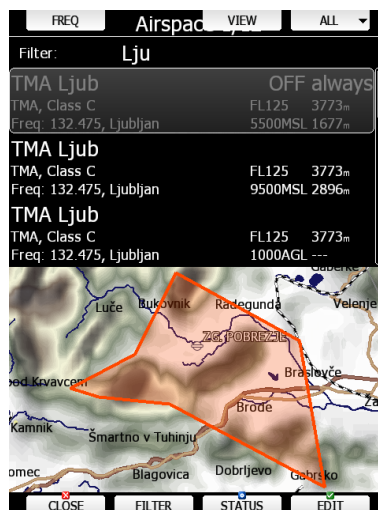 FREQ
VIEW
ALL
Filter:
Lju
TMA Ljub
OFF always
TMA, Class C
FL125 3773m
Freq: 132.475, Ljubljan
5500MSL 1677m
TMA Ljub
TMA, Class C
FL125 3773m
Freq: 132.475, Ljubljan
9500MSL 2896m
TMA Ljub
TMA, Class C
FL125 3773m
Freq: 132.475, Ljubljan
1000AGL ---
Luče
Bukovnik
Radegunda
Velenje
ZG. POBREZJE
Braslovče
Krvavcem
Brode
Kamnik
Šmartno v Tuhinju
Blagovica
Dobrljevo
Gabrsko
CLOSE
FILTER
STATUS
EDIT